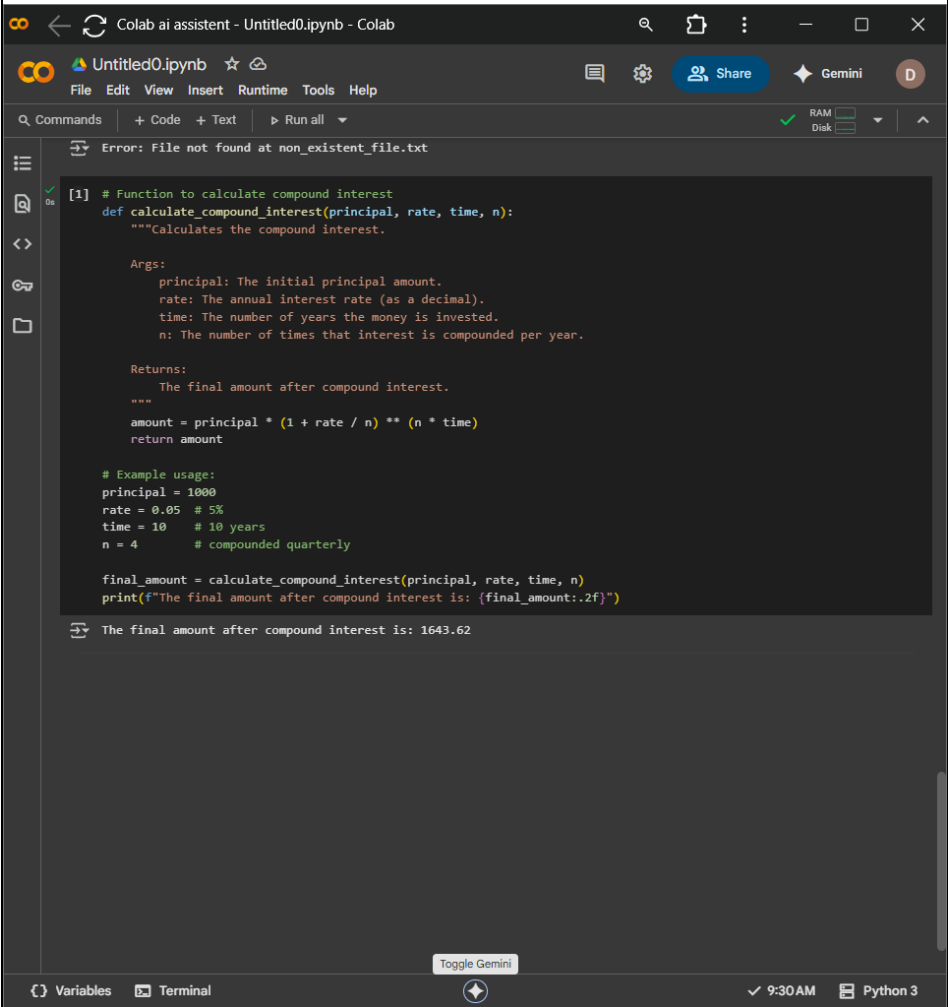 Colab ai assistent - Untitled0.ipynb - Colab
Untitled0.ipynb
File Edit View Insert Runtime Tools Help
Share
Gemini
D
Commands + Code + Text Run all
RAM
Disk
Error: File not found at non_existent_file.txt
0s
[1] # Function to calculate compound interest
def calculate_compound_interest(principal, rate, time, n):
    """Calculates the compound interest.

    Args:
        principal: The initial principal amount.
        rate: The annual interest rate (as a decimal).
        time: The number of years the money is invested.
        n: The number of times that interest is compounded per year.

    Returns:
        The final amount after compound interest.
    """
    amount = principal * (1 + rate / n) ** (n * time)
    return amount

# Example usage:
principal = 1000
rate = 0.05  # 5%
time = 10    # 10 years
n = 4        # compounded quarterly

final_amount = calculate_compound_interest(principal, rate, time, n)
print(f"The final amount after compound interest is: {final_amount:.2f}")
The final amount after compound interest is: 1643.62
Toggle Gemini
{} Variables Terminal
9:30 AM Python 3